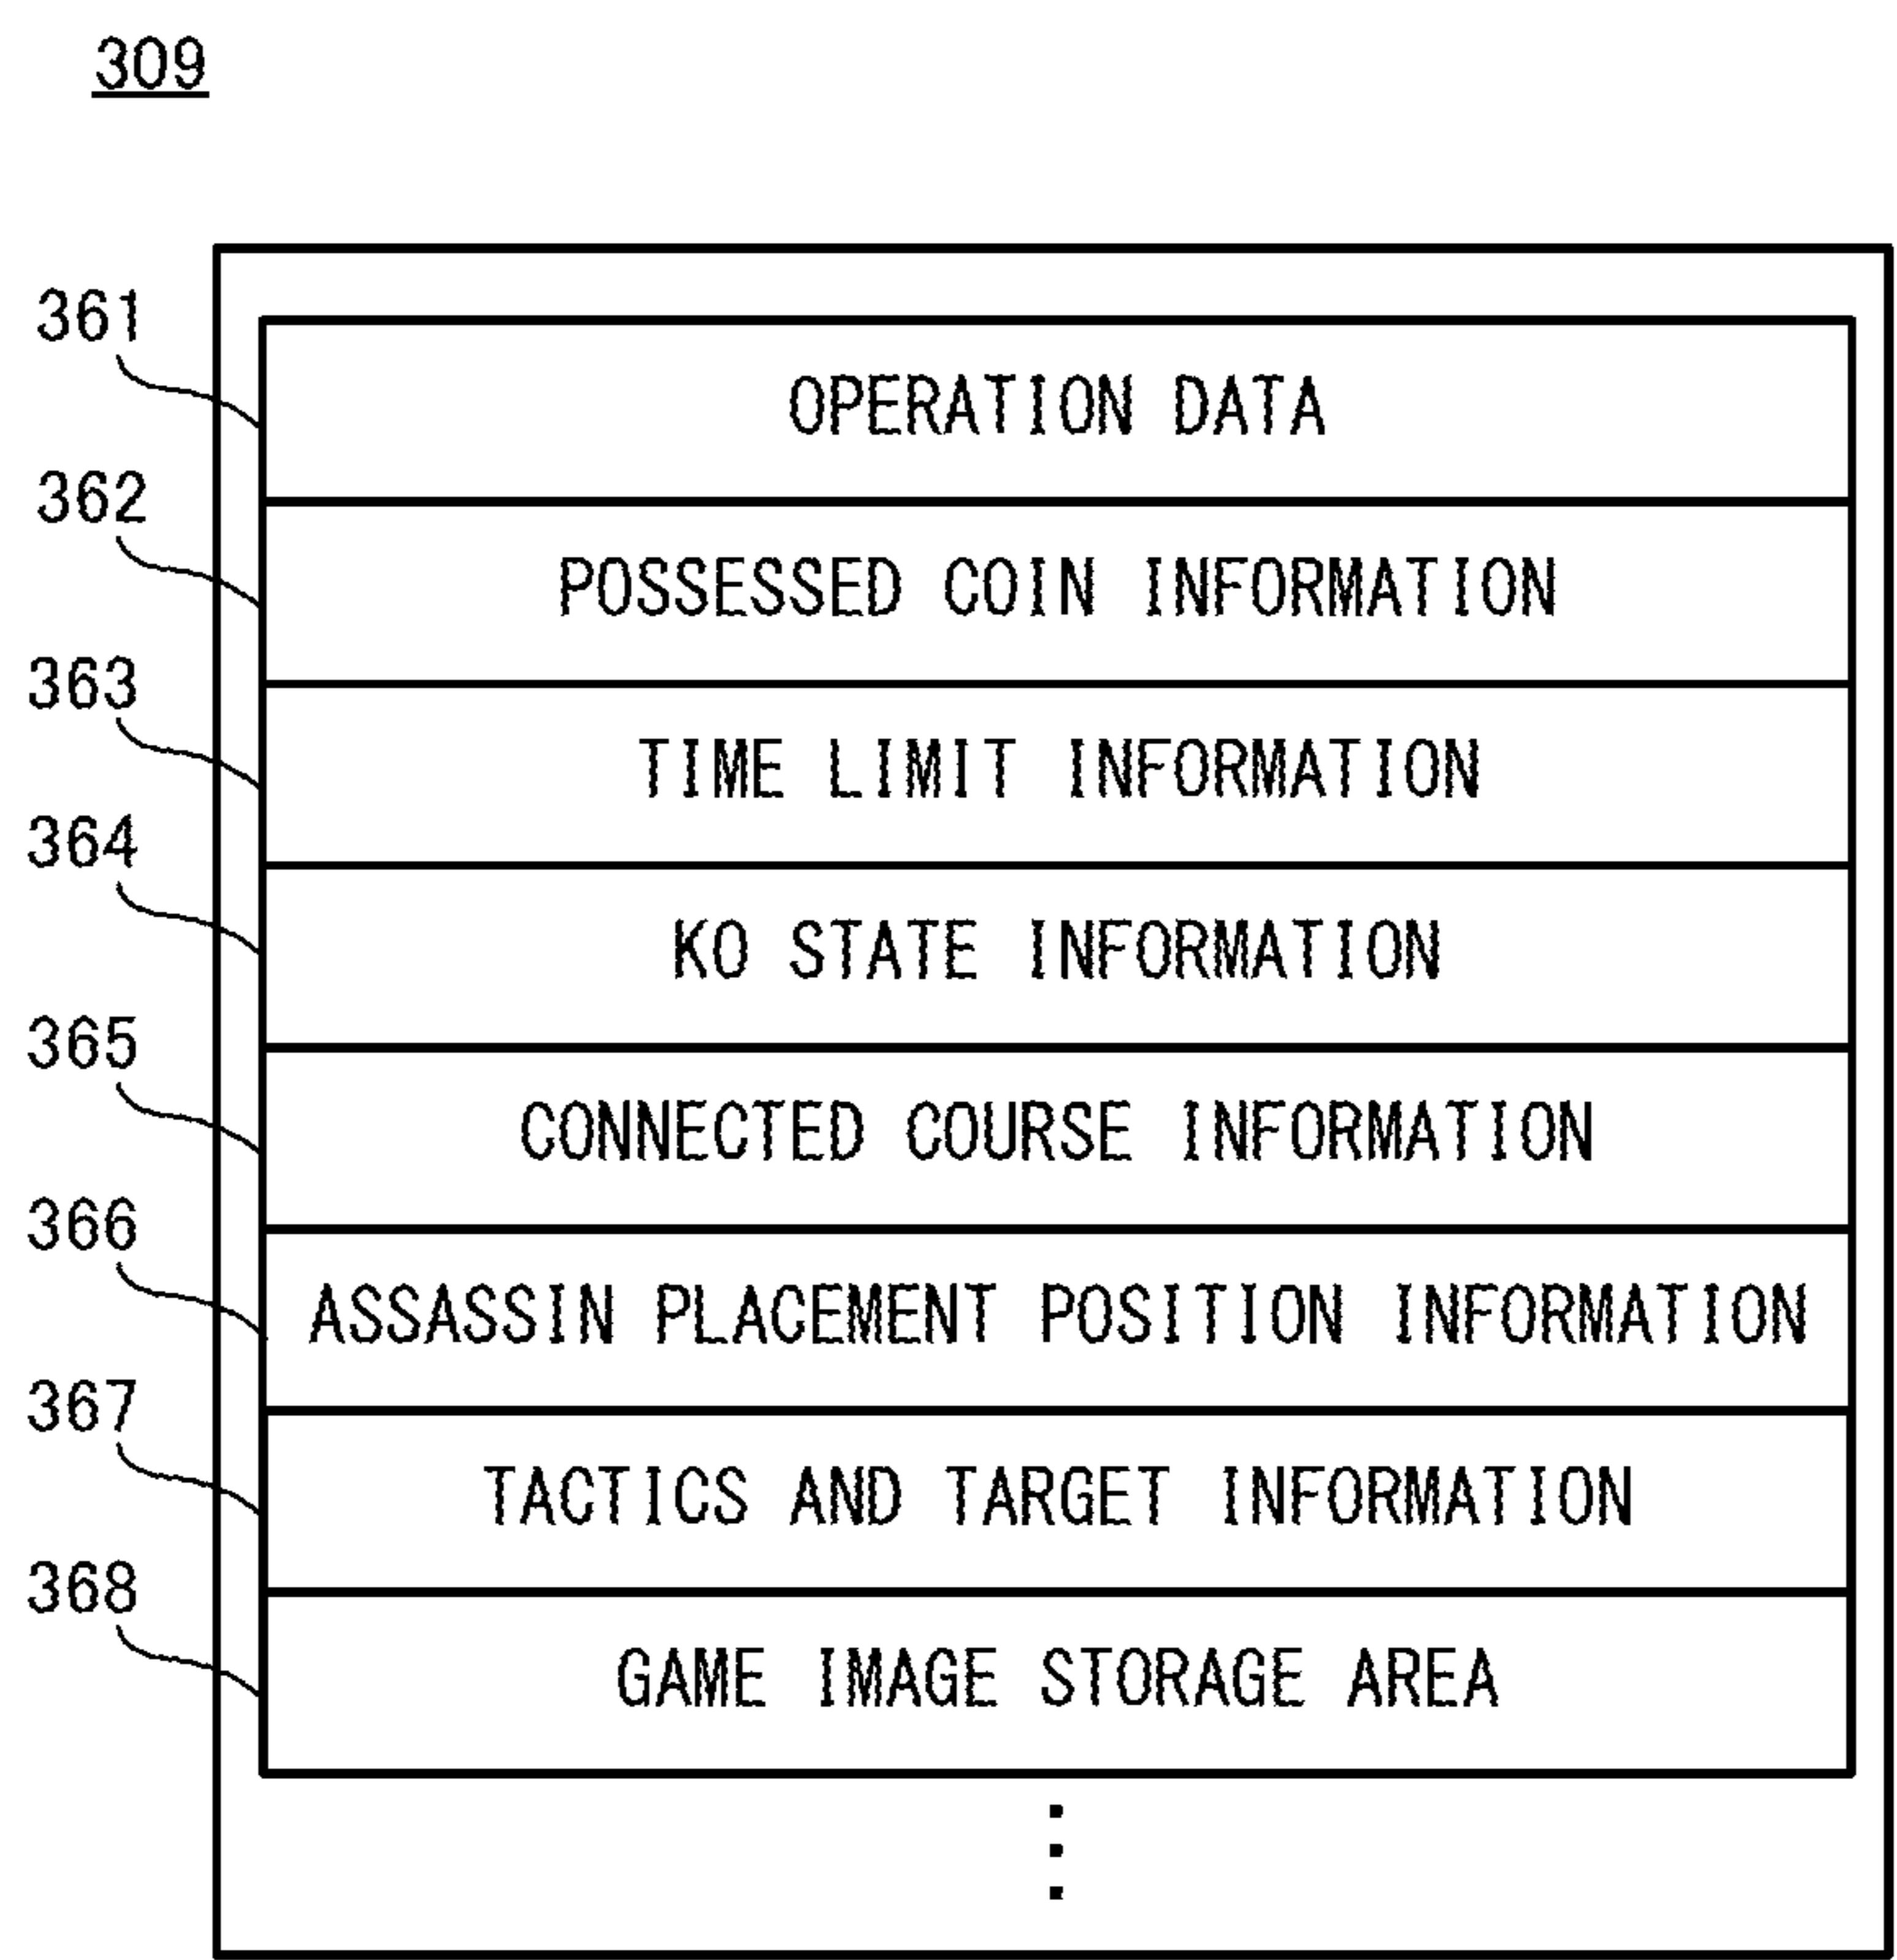 309
361
OPERATION DATA
362
POSSESSED COIN INFORMATION
363
TIME LIMIT INFORMATION
364
KO STATE INFORMATION
365
CONNECTED COURSE INFORMATION
366
ASSASSIN PLACEMENT POSITION INFORMATION
367
TACTICS AND TARGET INFORMATION
368
GAME IMAGE STORAGE AREA